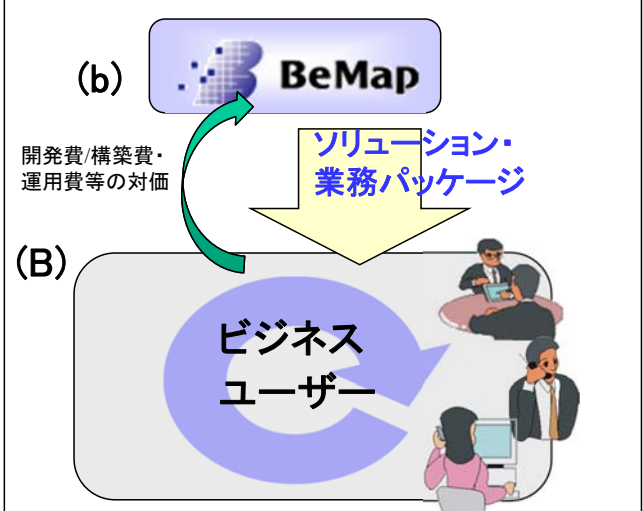 (b)
BeMap
開発費/構築費・
運用費等の対価
ソリューション・
業務パッケージ
(B)
ビジネス
ユーザー